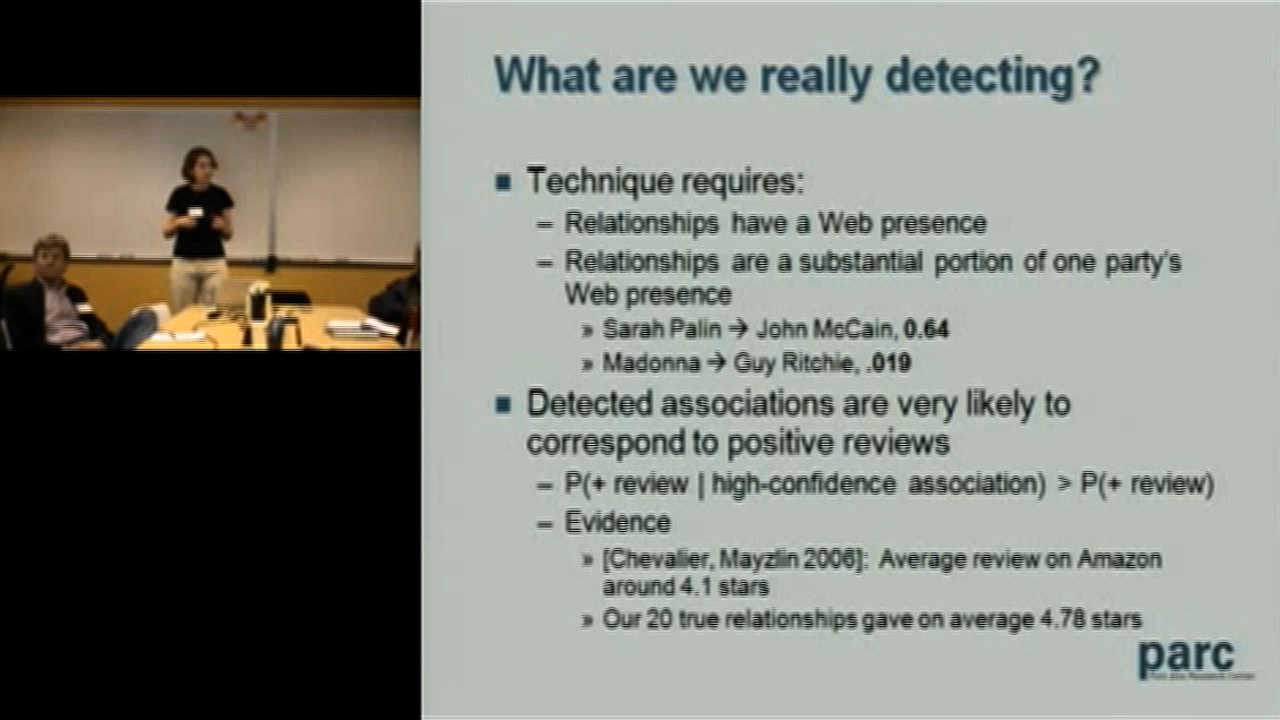 What are we really detecting?
■ Technique requires:
– Relationships have a Web presence
– Relationships are a substantial portion of one party's
Web presence
» Sarah Palin → John McCain, 0.64
» Madonna → Guy Ritchie, .019
■ Detected associations are very likely to
correspond to positive reviews
– P(+ review | high-confidence association) > P(+ review)
– Evidence
» [Chevalier, Mayzlin 2006]: Average review on Amazon
around 4.1 stars
» Our 20 true relationships gave on average 4.78 stars
parc